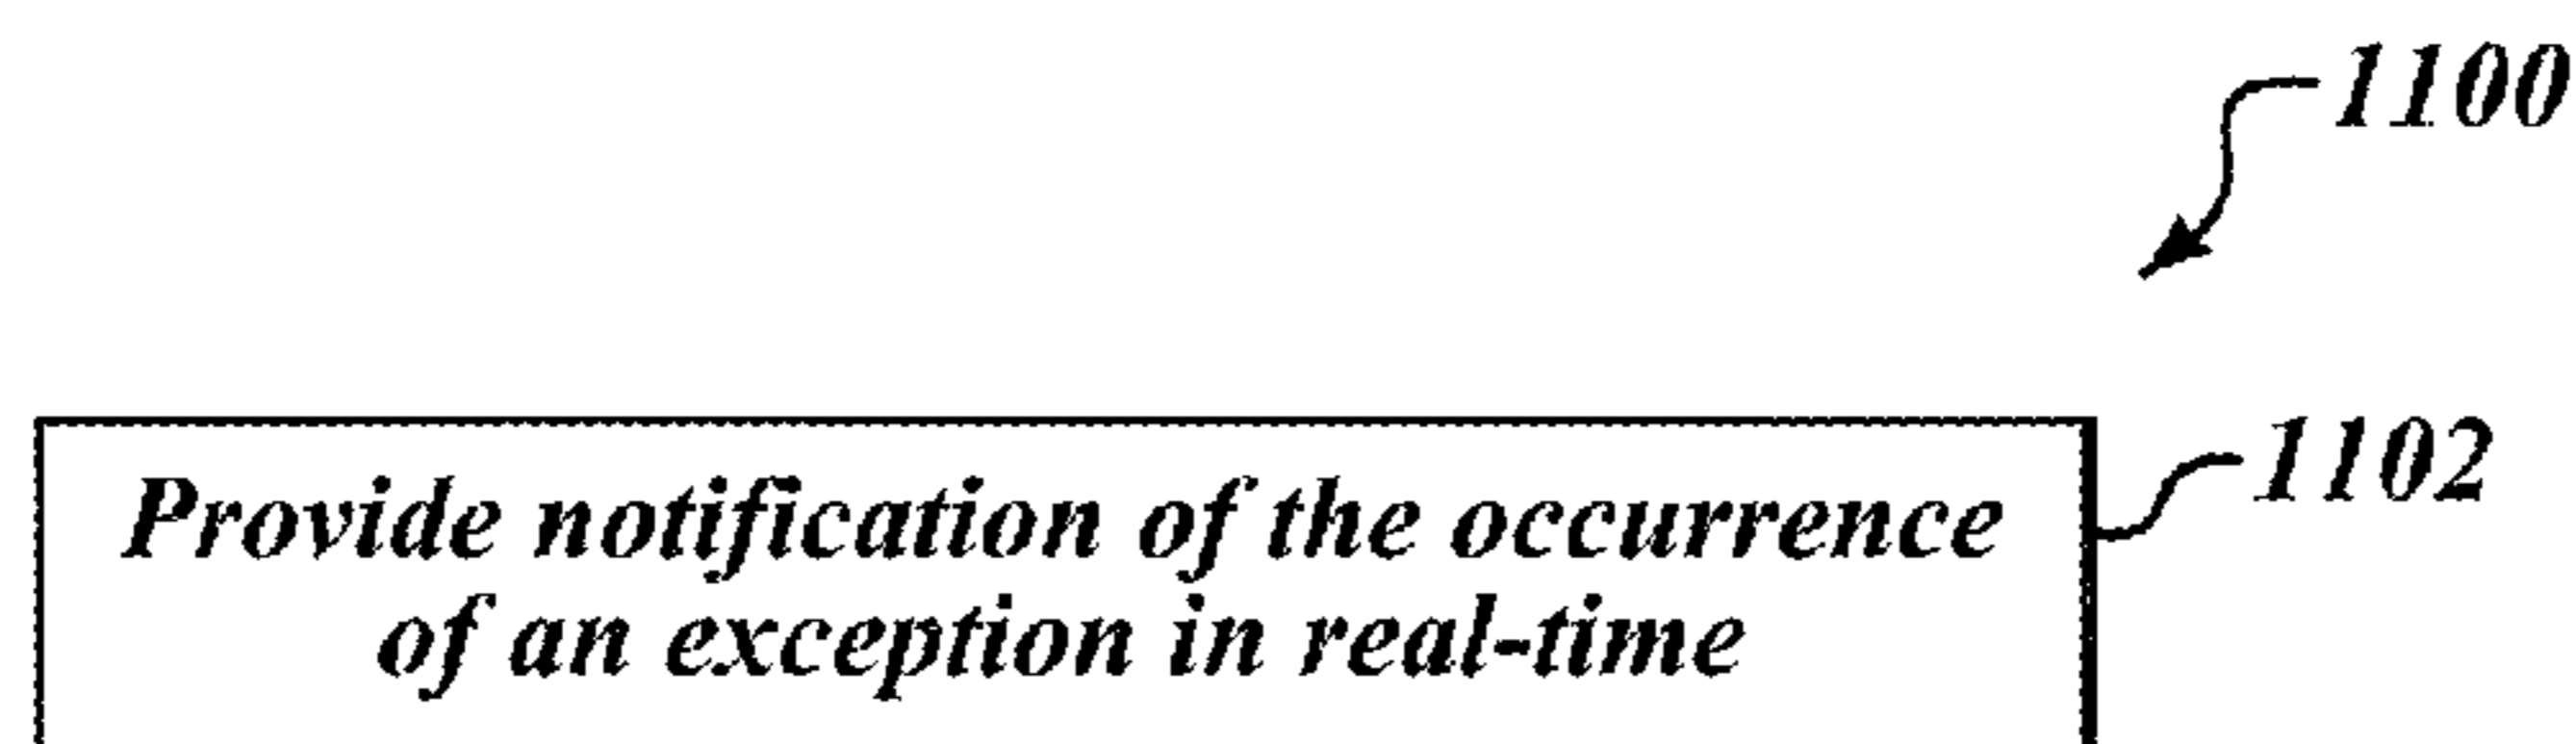 1100
1102
Provide notification of the occurrence
of an exception in real-time